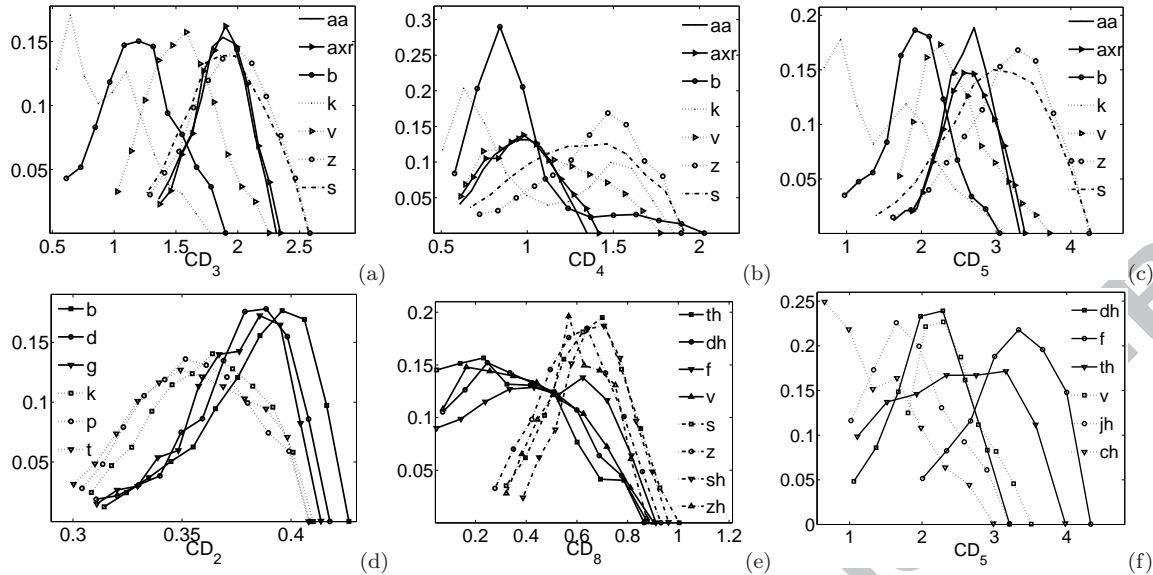 0.15
0.1
0.05
0.5 1 1.5 2 2.5
CD3
aa
axr
b
k
v
z
s
(a)
0.3
0.25
0.2
0.15
0.1
0.05
0.5 1 1.5 2
CD4
aa
axr
b
k
v
z
s
(b)
0.2
0.15
0.1
0.05
1 2 3 4
CD5
aa
axr
b
k
v
z
s
(c)
0.15
0.1
0.05
0.3 0.35 0.4
CD2
b
d
g
k
p
t
(d)
0.2
0.15
0.1
0.05
0.2 0.4 0.6 0.8 1 1.2
CD8
th
dh
f
v
s
z
sh
zh
(e)
0.25
0.2
0.15
0.1
0.05
0
1 2 3 4
CD5
dh
f
th
v
jh
ch
(f)